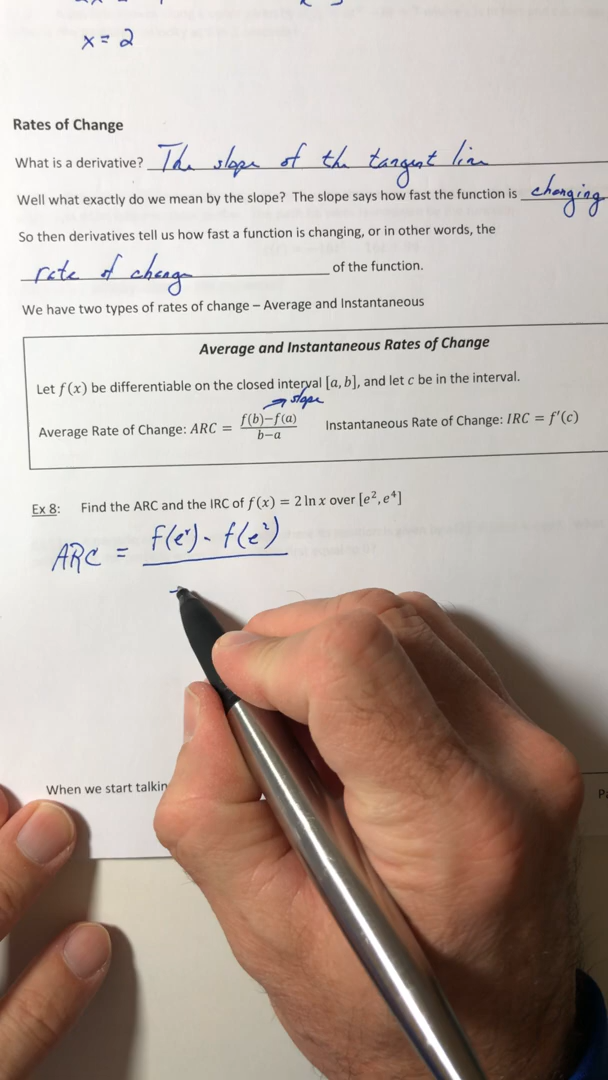 x = 2
Rates of Change
What is a derivative? The slope of the tangent line
Well what exactly do we mean by the slope? The slope says how fast the function is changing
So then derivatives tell us how fast a function is changing, or in other words, the
rate of change of the function.
We have two types of rates of change – Average and Instantaneous
Average and Instantaneous Rates of Change
Let f(x) be differentiable on the closed interval [a, b], and let c be in the interval.
→ slope
Average Rate of Change: ARC = f(b)−f(a) / b−a Instantaneous Rate of Change: IRC = f′(c)
Ex 8: Find the ARC and the IRC of f(x) = 2 ln x over [e², e⁴]
ARC = f(e⁴) - f(e²)
When we start talkin